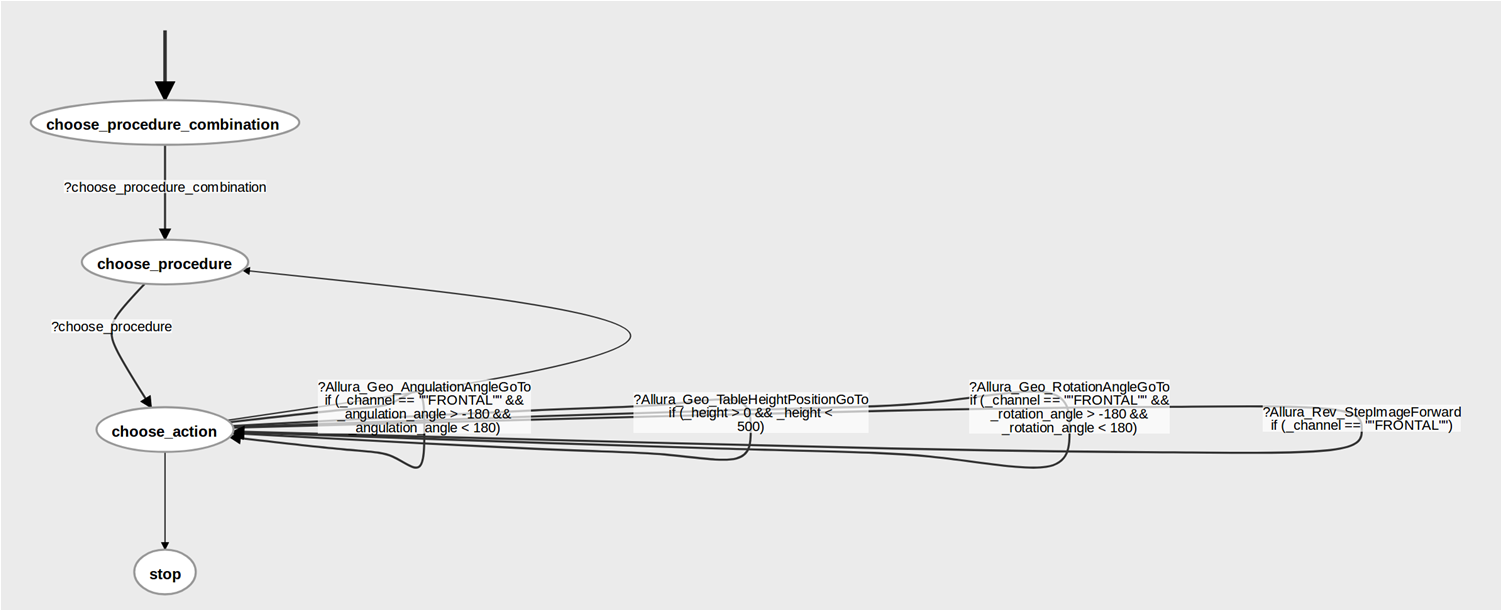 choose_procedure_combination
?choose_procedure_combination
choose_procedure
?choose_procedure
?Allura_Geo_AngulationAngleGoTo
if (_channel == ""FRONTAL"" &&
_angulation_angle > -180 &&
_angulation_angle < 180)
?Allura_Geo_TableHeightPositionGoTo
if (_height > 0 && _height <
500)
?Allura_Geo_RotationAngleGoTo
if (_channel == ""FRONTAL"" &&
_rotation_angle > -180 &&
_rotation_angle < 180)
?Allura_Rev_StepImageForward
if (_channel == ""FRONTAL"")
choose_action
stop